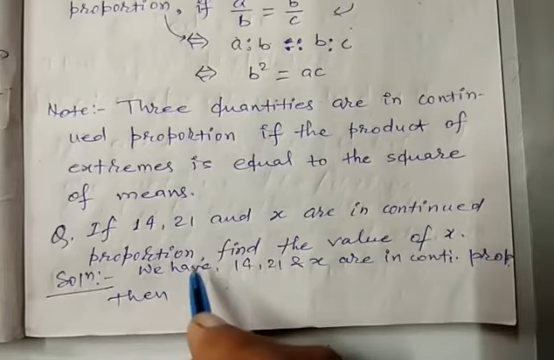 proportion, if a/b = b/c
⇔ a:b :: b:c
⇔ b² = ac
Note:- Three quantities are in contin-
ued proportion if the product of
extremes is equal to the square
of means.
Q. If 14, 21 and x are in continued
proportion, find the value of x.
Soln:- We have, 14, 21 & x are in conti. prop.
then